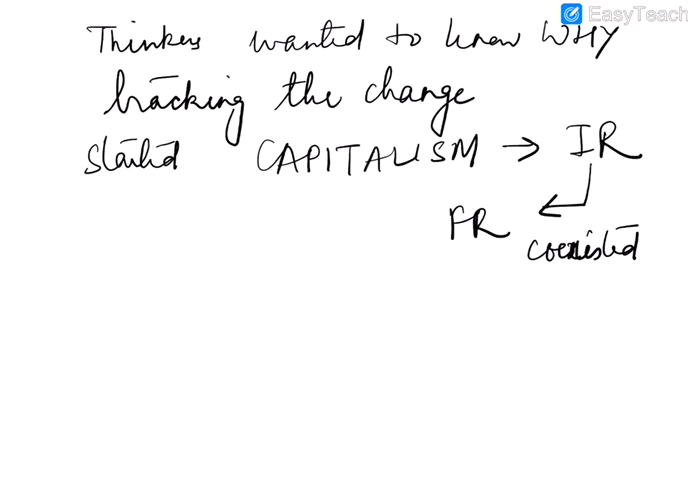 EasyTeach
Thinkers wanted to know WHY
tracking the change
started CAPITALISM → IR
FR
coexisted